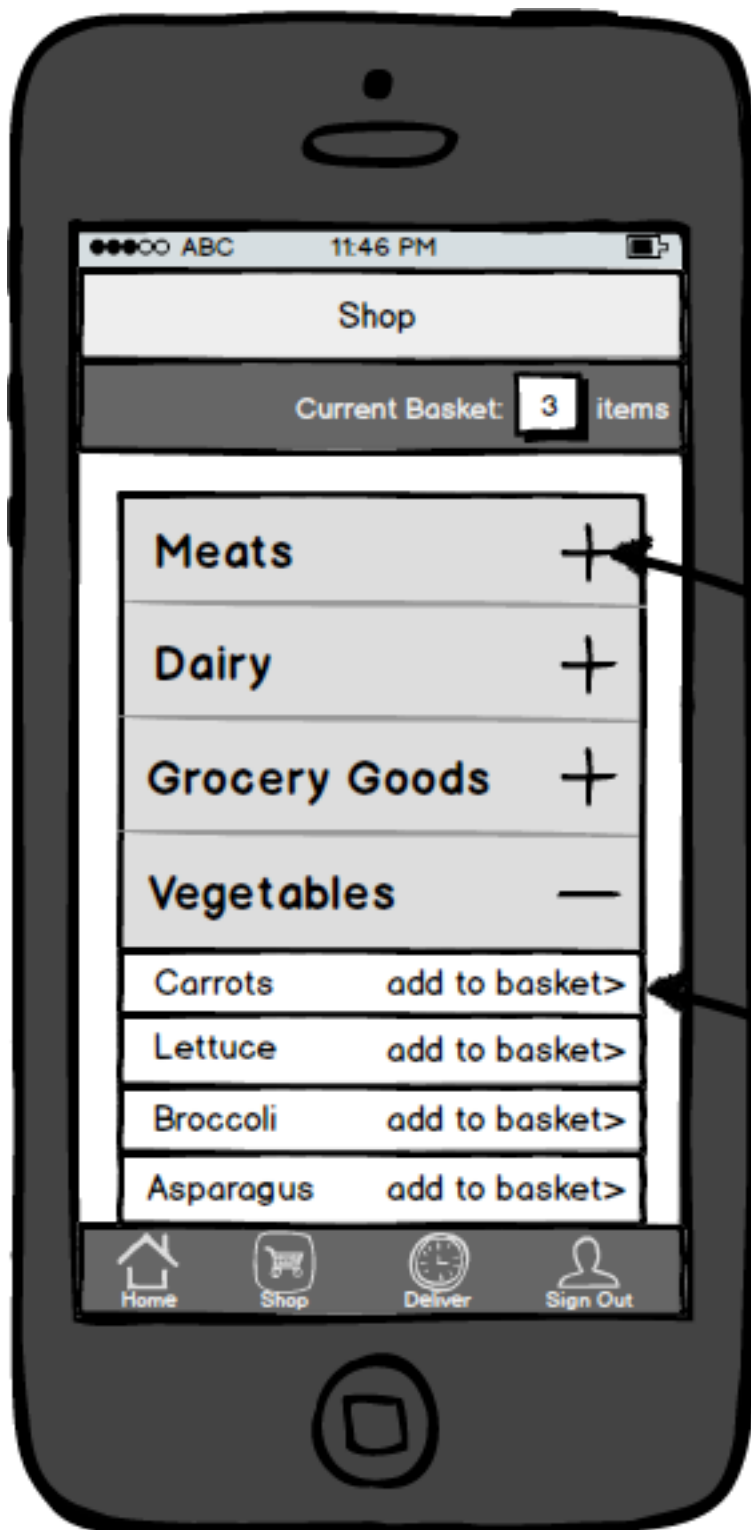 ABC 11:46 PM
Shop
Current Basket: 3 items
Meats +
Dairy +
Grocery Goods +
Vegetables —
Carrots add to basket>
Lettuce add to basket>
Broccoli add to basket>
Asparagus add to basket>
Home Shop Deliver Sign Out